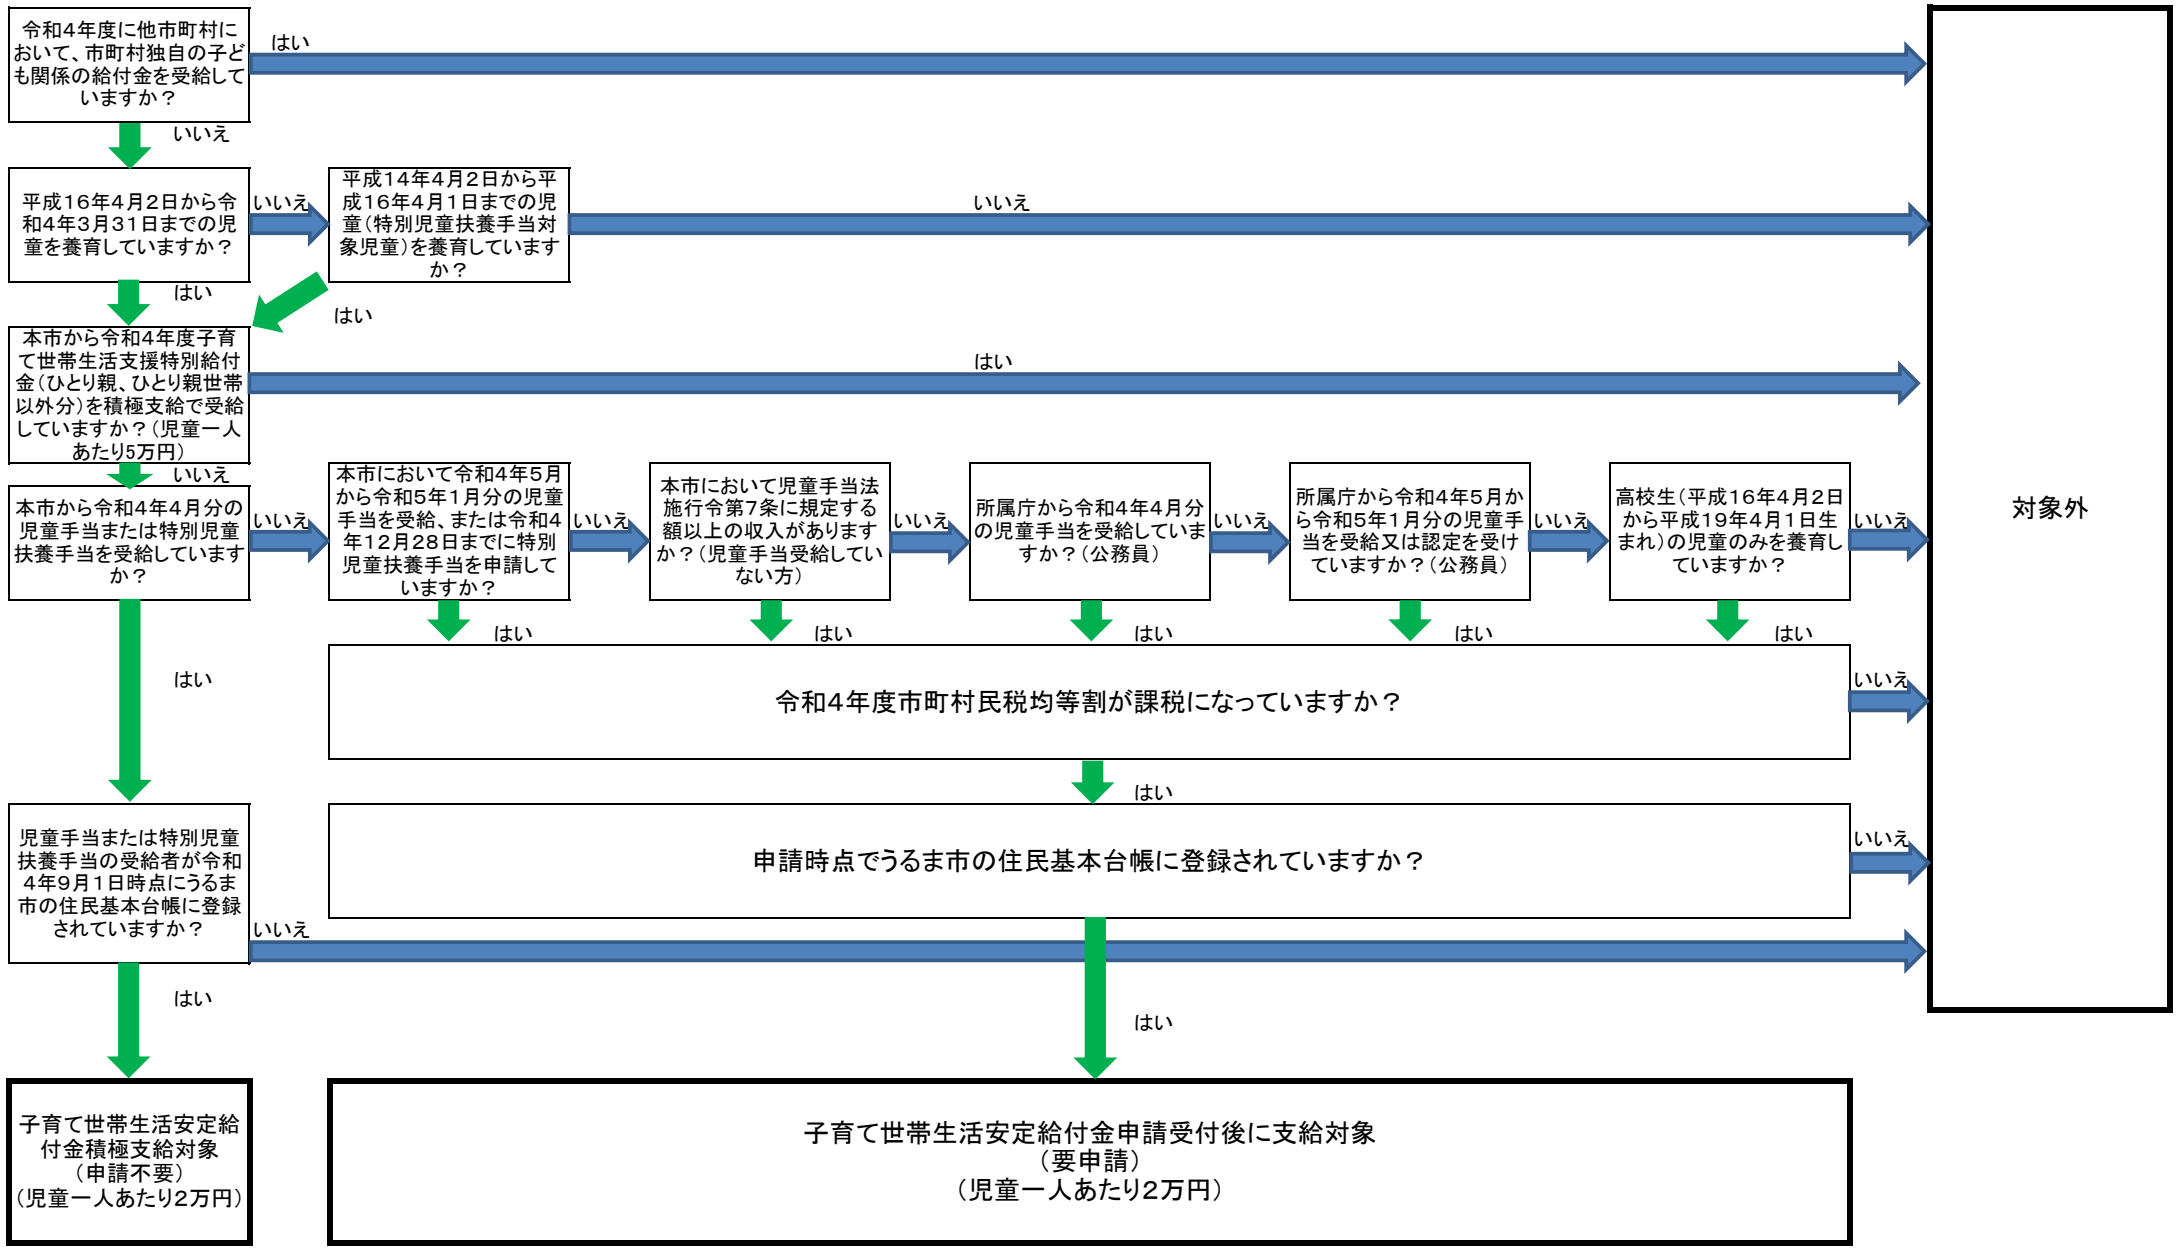 令和4年度に他市町村に
おいて、市町村独自の子ど
も関係の給付金を受給して
いますか？
はい
いいえ
平成16年4月2日から令
和4年3月31日までの児
童を養育していますか？
いいえ
平成14年4月2日から平
成16年4月1日までの児
童（特別児童扶養手当対
象児童）を養育しています
か？
いいえ
はい
はい
本市から令和4年度子育
て世帯生活支援特別給付
金（ひとり親、ひとり親世帯
以外分）を積極支給で受給
していますか？（児童一人
あたり5万円）
はい
いいえ
本市から令和4年4月分の
児童手当または特別児童
扶養手当を受給しています
か？
いいえ
本市において令和4年5月
から令和5年1月分の児童
手当を受給、または令和4
年12月28日までに特別
児童扶養手当を申請して
いますか？
いいえ
本市において児童手当法
施行令第7条に規定する
額以上の収入があります
か？（児童手当受給してい
ない方）
いいえ
所属庁から令和4年4月分
の児童手当を受給していま
すか？（公務員）
いいえ
所属庁から令和4年5月か
ら令和5年1月分の児童手
当を受給又は認定を受け
ていますか？（公務員）
いいえ
高校生（平成16年4月2日
から平成19年4月1日生
まれ）の児童のみを養育し
ていますか？
いいえ
対象外
はい
はい
はい
はい
はい
はい
令和4年度市町村民税均等割が課税になっていますか？
いいえ
はい
児童手当または特別児童
扶養手当の受給者が令和
4年9月1日時点にうるま
市の住民基本台帳に登録
されていますか？
申請時点でうるま市の住民基本台帳に登録されていますか？
いいえ
いいえ
はい
はい
子育て世帯生活安定給
付金積極支給対象
（申請不要）
（児童一人あたり2万円）
子育て世帯生活安定給付金申請受付後に支給対象
（要申請）
（児童一人あたり2万円）